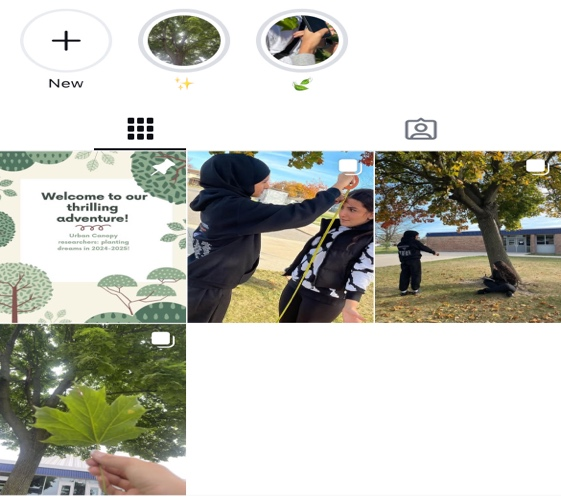 New
Welcome to our
thrilling
adventure!
Urban Canopy
researchers: planting
dreams in 2024-2025!